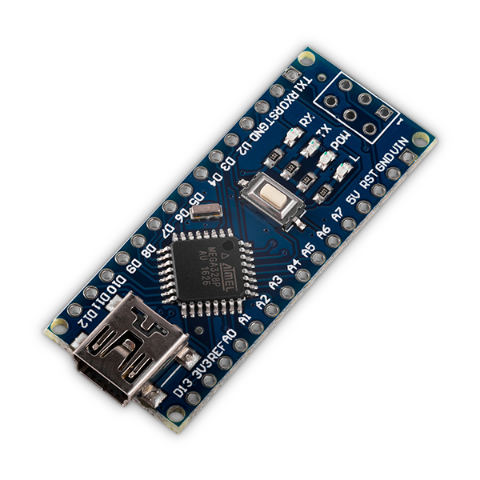 TX1 RX0 RST GND D2 D3 D4 D5 D6 D7 D8 D9 D10 D11 D12
RX
TX
POW
L
1
ATMEL
MEGA328P
AU 1626
D13 3V3 REF A0 A1 A2 A3 A4 A5 A6 A7 5V RST GND VIN